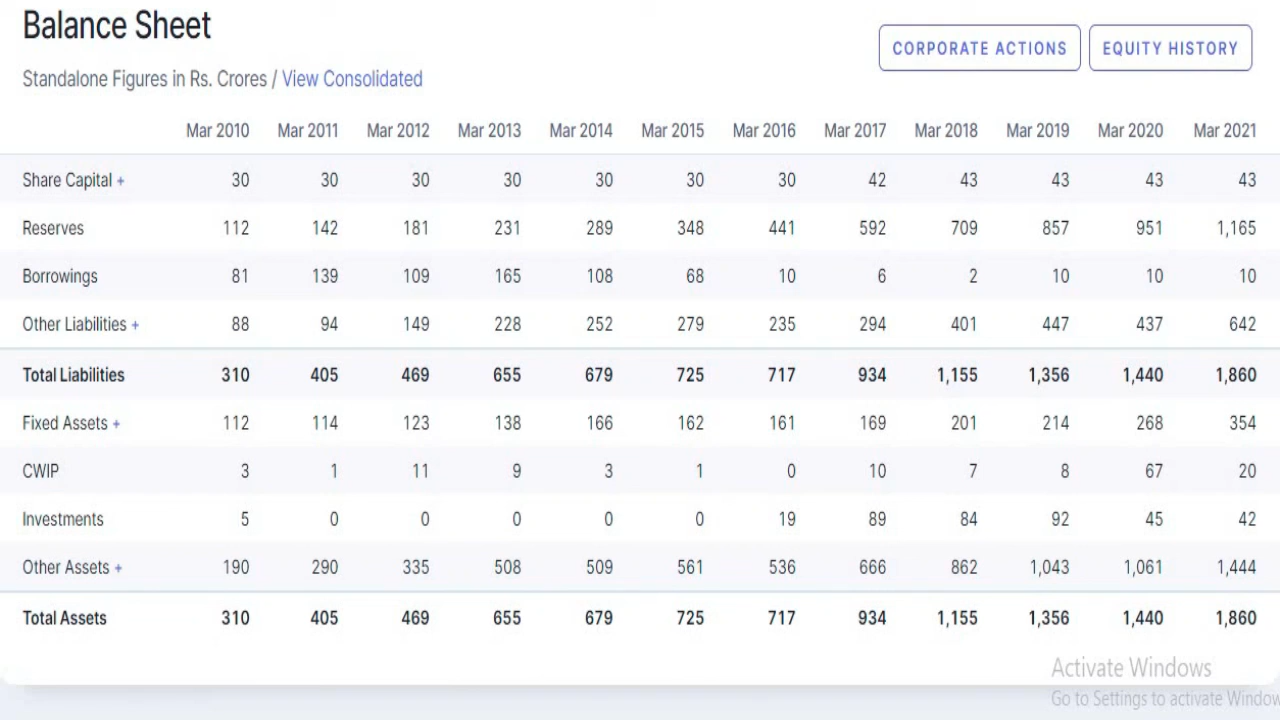 Balance Sheet
CORPORATE ACTIONS EQUITY HISTORY
Standalone Figures in Rs. Crores / View Consolidated
Mar 2010 Mar 2011 Mar 2012 Mar 2013 Mar 2014 Mar 2015 Mar 2016 Mar 2017 Mar 2018 Mar 2019 Mar 2020 Mar 2021
Share Capital + 30 30 30 30 30 30 30 42 43 43 43 43
Reserves 112 142 181 231 289 348 441 592 709 857 951 1,165
Borrowings 81 139 109 165 108 68 10 6 2 10 10 10
Other Liabilities + 88 94 149 228 252 279 235 294 401 447 437 642
Total Liabilities 310 405 469 655 679 725 717 934 1,155 1,356 1,440 1,860
Fixed Assets + 112 114 123 138 166 162 161 169 201 214 268 354
CWIP 3 1 11 9 3 1 0 10 7 8 67 20
Investments 5 0 0 0 0 0 19 89 84 92 45 42
Other Assets + 190 290 335 508 509 561 536 666 862 1,043 1,061 1,444
Total Assets 310 405 469 655 679 725 717 934 1,155 1,356 1,440 1,860
Activate Windows
Go to Settings to activate Window